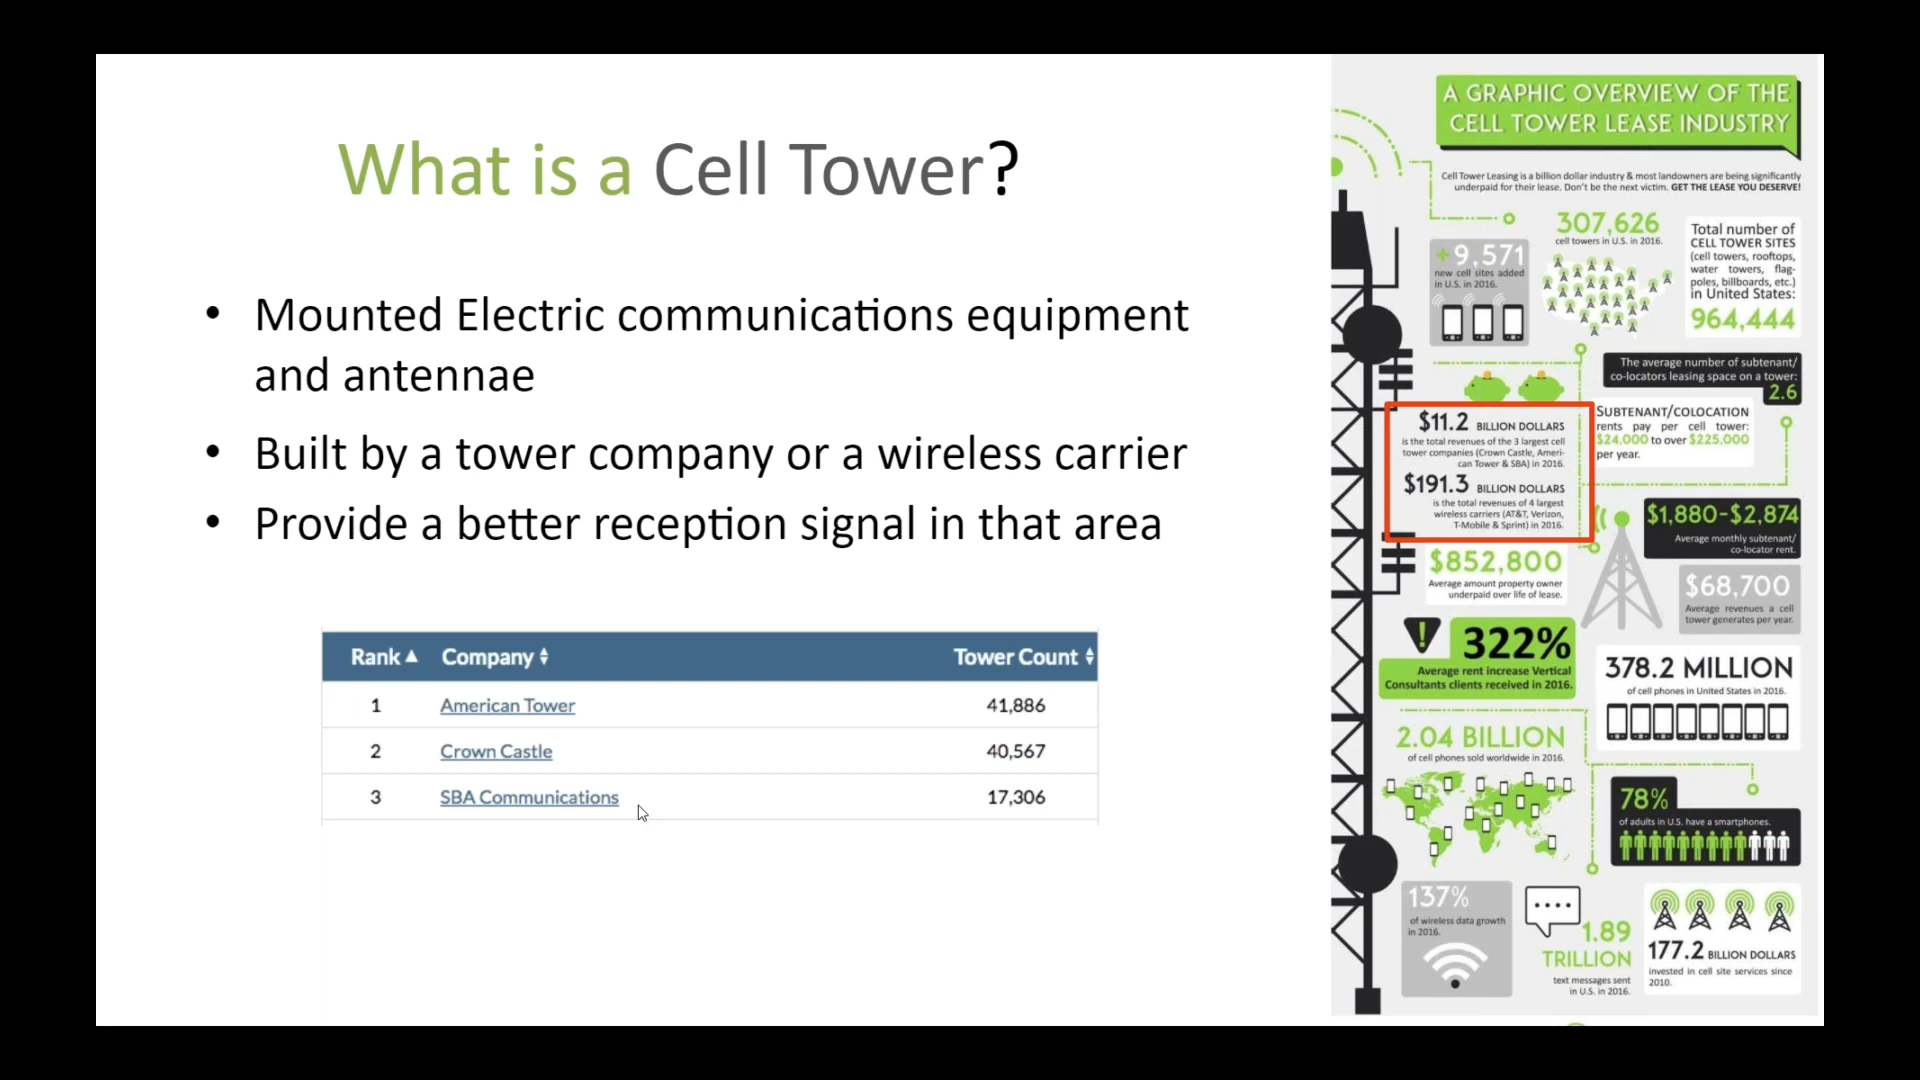 What is a Cell Tower?
• Mounted Electric communications equipment
and antennae
• Built by a tower company or a wireless carrier
• Provide a better reception signal in that area
Rank Company Tower Count
1 American Tower 41,886
2 Crown Castle 40,567
3 SBA Communications 17,306
A GRAPHIC OVERVIEW OF THE
CELL TOWER LEASE INDUSTRY
Cell Tower Leasing is a billion dollar industry & most landowners are being significantly
underpaid for their lease. Don't be the next victim. GET THE LEASE YOU DESERVE!
307,626
cell towers in U.S. in 2016.
+9,571
new cell sites added
in U.S. in 2016.
Total number of
CELL TOWER SITES
(cell towers, rooftops,
water towers, flag-
poles, billboards, etc.)
in United States:
964,444
The average number of subtenant/
co-locators leasing space on a tower:
2.6
$11.2 BILLION DOLLARS
is the total revenues of the 3 largest cell
tower companies (Crown Castle, Ameri-
can Tower & SBA) in 2016.
$191.3 BILLION DOLLARS
is the total revenues of 4 largest
wireless carriers (AT&T, Verizon,
T-Mobile & Sprint) in 2016.
SUBTENANT/COLOCATION
rents pay per cell tower:
$24,000 to over $225,000
per year.
$1,880-$2,874
Average monthly subtenant/
co-locator rent.
$852,800
Average amount property owner
underpaid over life of lease.
$68,700
Average revenues a cell
tower generates per year.
!
322%
Average rent increase Vertical
Consultants clients received in 2016.
378.2 MILLION
of cell phones in United States in 2016.
2.04 BILLION
of cell phones sold worldwide in 2016.
78%
of adults in U.S. have a smartphones.
137%
of wireless data growth
in 2016.
1.89
TRILLION
text messages sent
in U.S. in 2016.
177.2 BILLION DOLLARS
invested in cell site services since
2010.